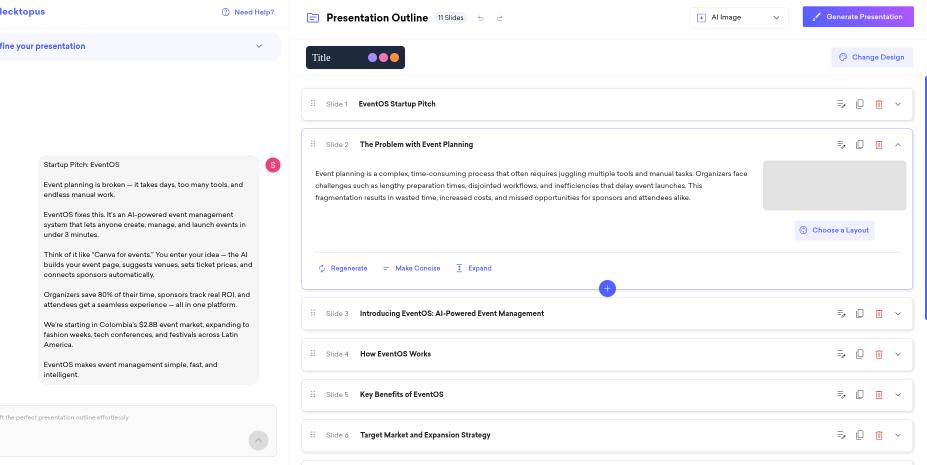 lecktopus
Need Help?
fine your presentation
Startup Pitch: EventOS
S
Event planning is broken — it takes days, too many tools, and
endless manual work.
EventOS fixes this. It's an AI-powered event management
system that lets anyone create, manage, and launch events in
under 3 minutes.
Think of it like "Canva for events." You enter your idea — the AI
builds your event page, suggests venues, sets ticket prices, and
connects sponsors automatically.
Organizers save 80% of their time, sponsors track real ROI, and
attendees get a seamless experience — all in one platform.
We're starting in Colombia's $2.8B event market, expanding to
fashion weeks, tech conferences, and festivals across Latin
America.
EventOS makes event management simple, fast, and
intelligent.
ft the perfect presentation outline effortlessly
Presentation Outline
11 Slides
AI Image
Generate Presentation
Title
Change Design
Slide 1 EventOS Startup Pitch
Slide 2 The Problem with Event Planning
Event planning is a complex, time-consuming process that often requires juggling multiple tools and manual tasks. Organizers face
challenges such as lengthy preparation times, disjointed workflows, and inefficiencies that delay event launches. This
fragmentation results in wasted time, increased costs, and missed opportunities for sponsors and attendees alike.
Choose a Layout
Regenerate Make Concise Expand
Slide 3 Introducing EventOS: AI-Powered Event Management
Slide 4 How EventOS Works
Slide 5 Key Benefits of EventOS
Slide 6 Target Market and Expansion Strategy